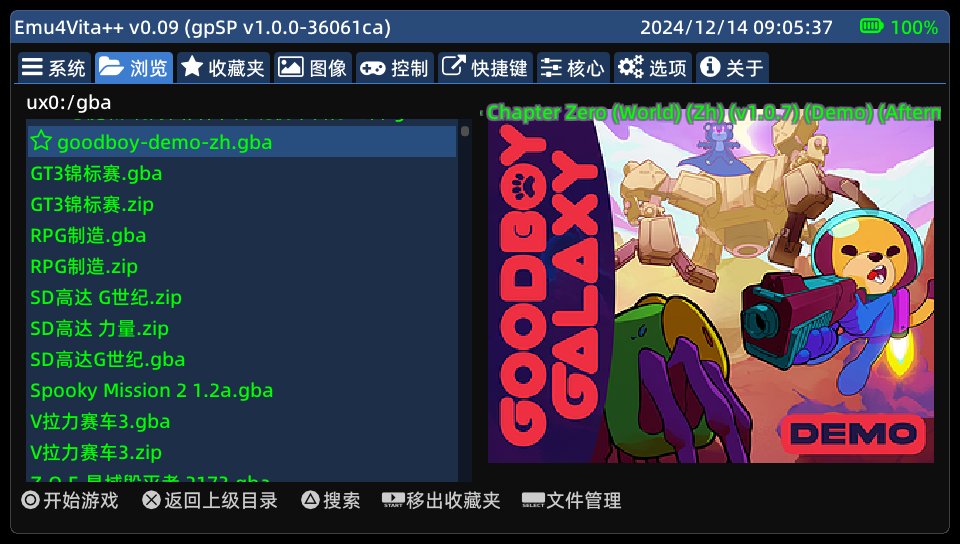 Emu4Vita++ v0.09 (gpSP v1.0.0-36061ca) 2024/12/14 09:05:37 100%
系统 浏览 收藏夹 图像 控制 快捷键 核心 选项 关于
ux0:/gba
Chapter Zero (World) (Zh) (v1.0.7) (Demo) (Aftern
goodboy-demo-zh.gba
GT3锦标赛.gba
GT3锦标赛.zip
RPG制造.gba
RPG制造.zip
SD高达 G世纪.zip
SD高达 力量.zip
SD高达G世纪.gba
Spooky Mission 2 1.2a.gba
V拉力赛车3.gba
V拉力赛车3.zip
GOODBOY
GALAXY
DEMO
开始游戏 返回上级目录 搜索 START 移出收藏夹 SELECT 文件管理